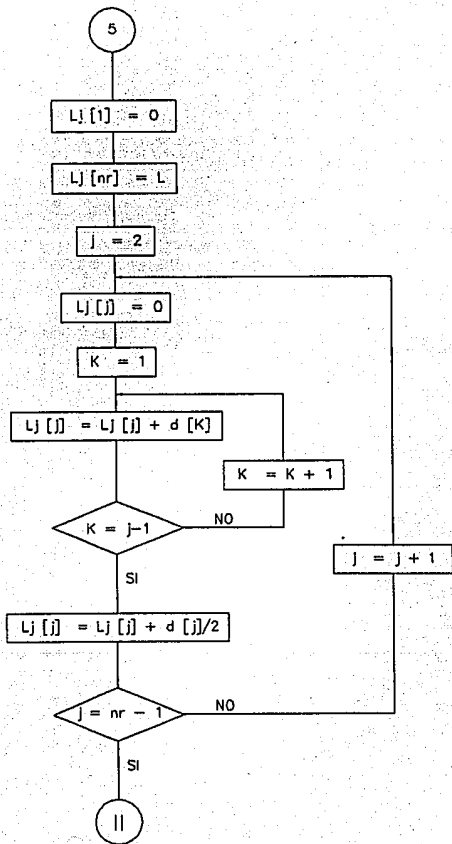 5
Lj [1] = 0
Lj [nr] = L
j = 2
Lj [j] = 0
K = 1
Lj [j] = Lj [j] + d [K]
K = K + 1
K = j-1
NO
SI
j = j + 1
Lj [j] = Lj [j] + d [j]/2
j = nr - 1
NO
SI
II